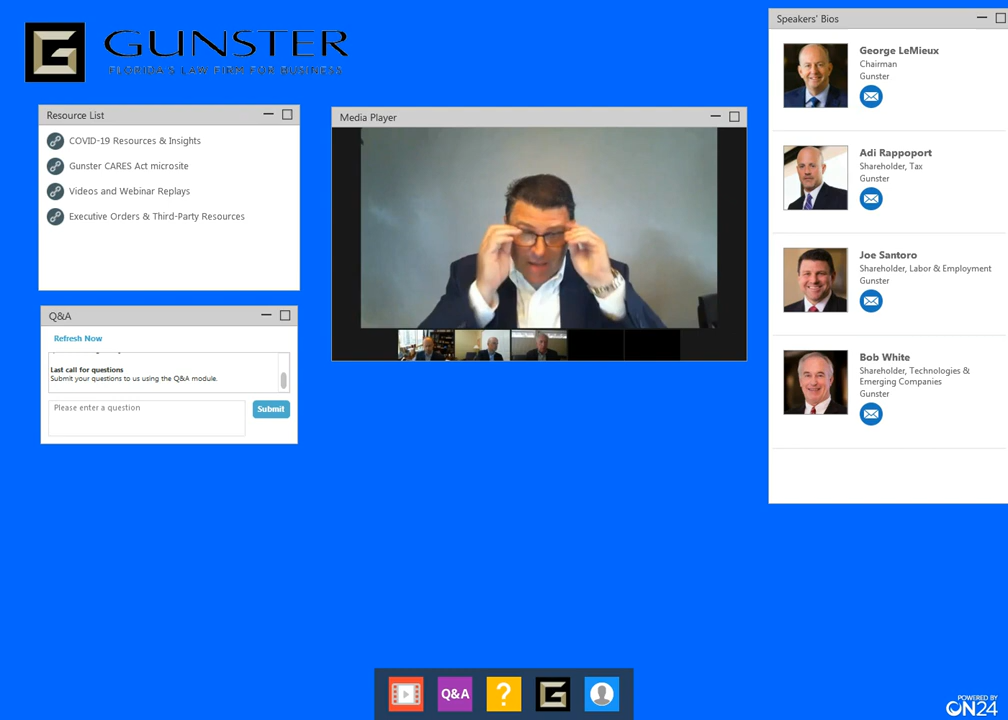 GUNSTER
FLORIDA'S LAW FIRM FOR BUSINESS
Resource List
COVID-19 Resources & Insights
Gunster CARES Act microsite
Videos and Webinar Replays
Executive Orders & Third-Party Resources
Q&A
Refresh Now
Last call for questions
Submit your questions to us using the Q&A module.
Please enter a question
Submit
Media Player
Speakers' Bios
George LeMieux
Chairman
Gunster
Adi Rappoport
Shareholder, Tax
Gunster
Joe Santoro
Shareholder, Labor & Employment
Gunster
Bob White
Shareholder, Technologies &
Emerging Companies
Gunster
Q&A
?
G
POWERED BY
ON24